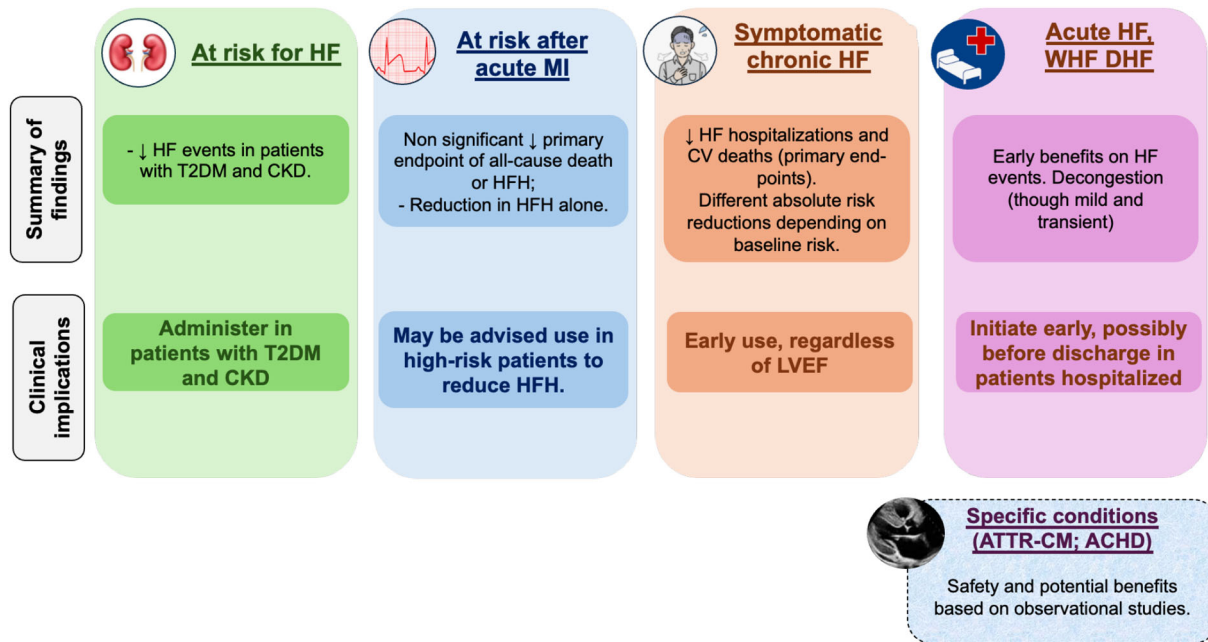 At risk for HF
At risk after
acute MI
Symptomatic
chronic HF
Acute HF,
WHF DHF
Summary of
findings
- ↓ HF events in patients
with T2DM and CKD.
Non significant ↓ primary
endpoint of all-cause death
or HFH;
- Reduction in HFH alone.
↓ HF hospitalizations and
CV deaths (primary end-
points).
Different absolute risk
reductions depending on
baseline risk.
Early benefits on HF
events. Decongestion
(though mild and
transient)
Clinical
implications
Administer in
patients with T2DM
and CKD
May be advised use in
high-risk patients to
reduce HFH.
Early use, regardless
of LVEF
Initiate early, possibly
before discharge in
patients hospitalized
Specific conditions
(ATTR-CM; ACHD)
Safety and potential benefits
based on observational studies.